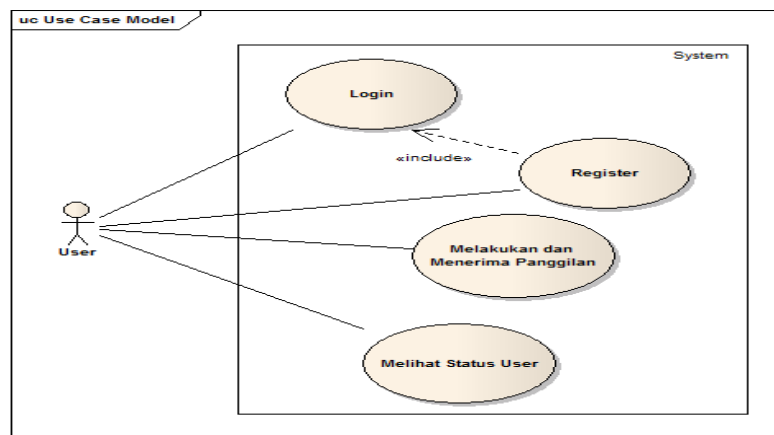 uc Use Case Model
System
Login
«include»
Register
User
Melakukan dan
Menerima Panggilan
Melihat Status User